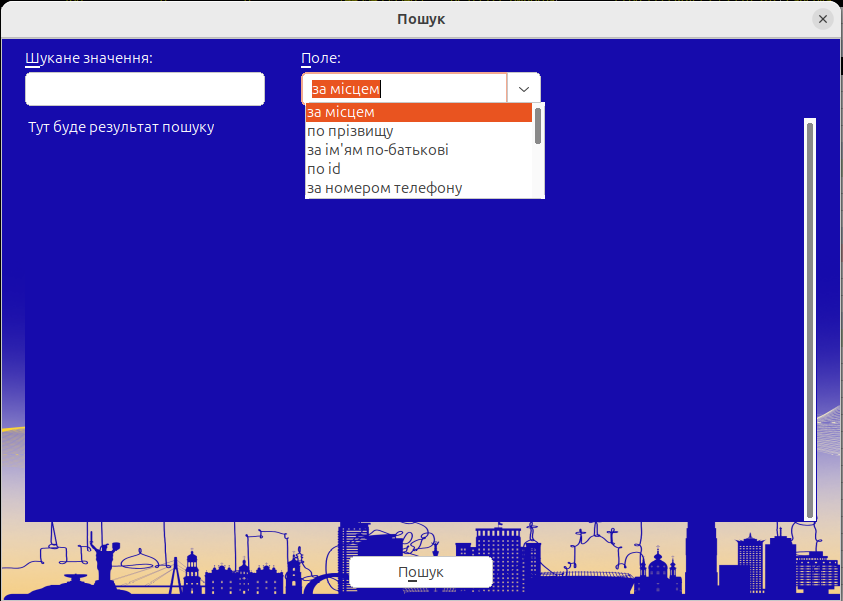 Пошук
Шукане значення:
Поле:
за місцем
за місцем
по прізвищу
за ім'ям по-батькові
по id
за номером телефону
Тут буде результат пошуку
Пошук